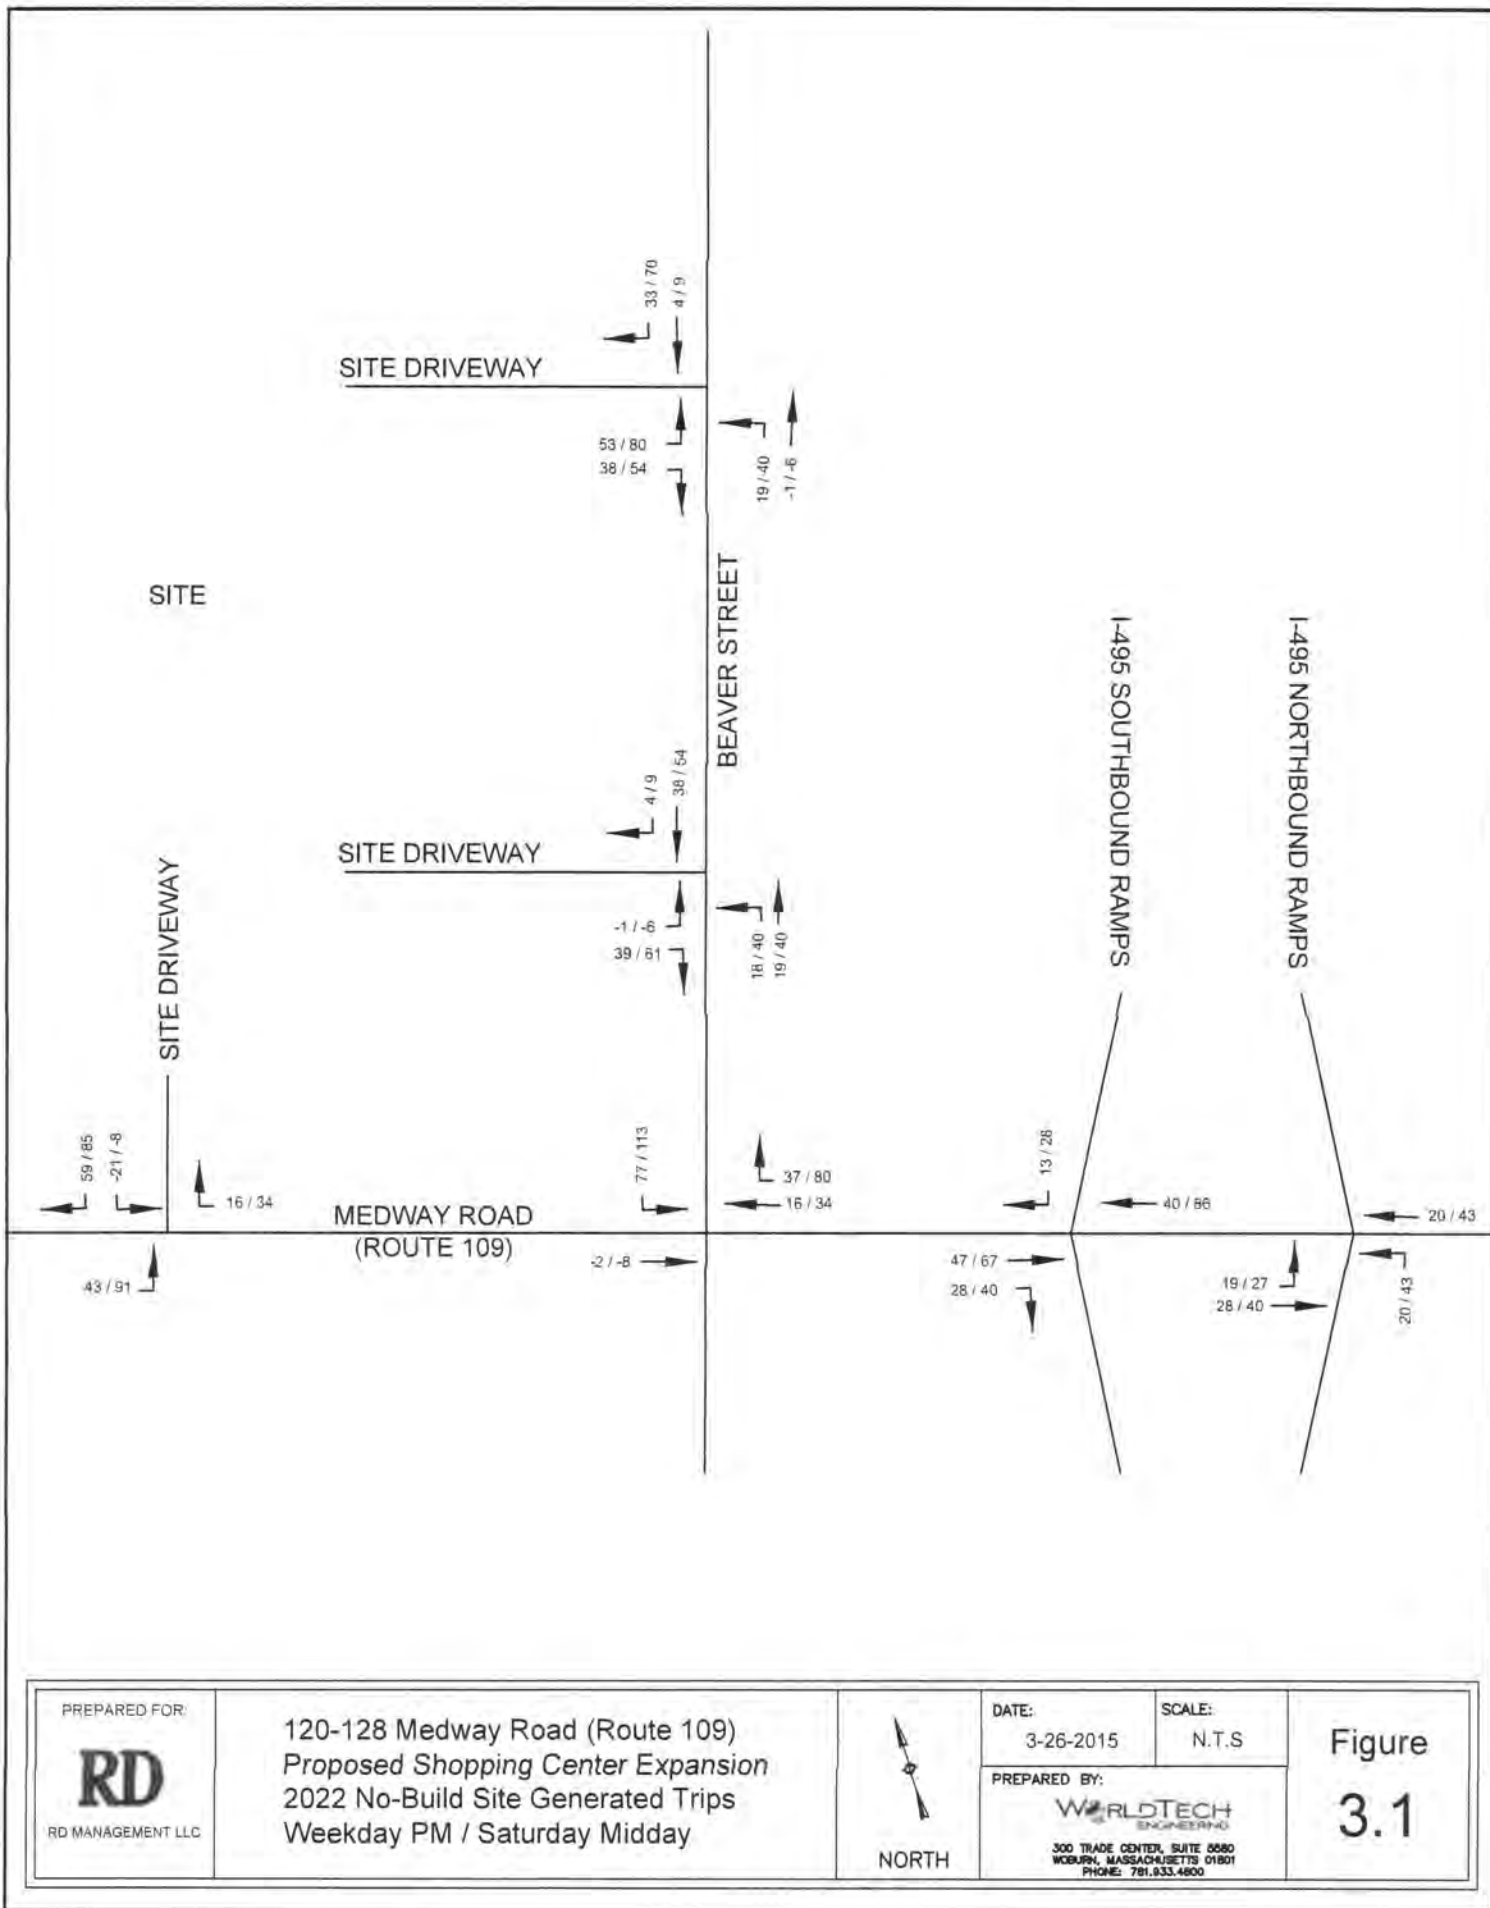 33 / 70
4 / 9
SITE DRIVEWAY
53 / 80
38 / 54
19 / 40
-1 / -6
SITE
BEAVER STREET
I-495 SOUTHBOUND RAMPS
I-495 NORTHBOUND RAMPS
4 / 9
38 / 54
SITE DRIVEWAY
SITE DRIVEWAY
-1 / -6
39 / 61
18 / 40
19 / 40
59 / 85
-21 / -8
16 / 34
MEDWAY ROAD
(ROUTE 109)
77 / 113
37 / 80
16 / 34
13 / 28
40 / 86
20 / 43
43 / 91
-2 / -8
47 / 67
28 / 40
19 / 27
28 / 40
20 / 43
PREPARED FOR:
RD
RD MANAGEMENT LLC
120-128 Medway Road (Route 109)
Proposed Shopping Center Expansion
2022 No-Build Site Generated Trips
Weekday PM / Saturday Midday
NORTH
DATE:
3-26-2015
SCALE:
N.T.S
PREPARED BY:
WORLDTECH
ENGINEERING
300 TRADE CENTER, SUITE 5580
WOBURN, MASSACHUSETTS 01801
PHONE: 781.933.4800
Figure
3.1